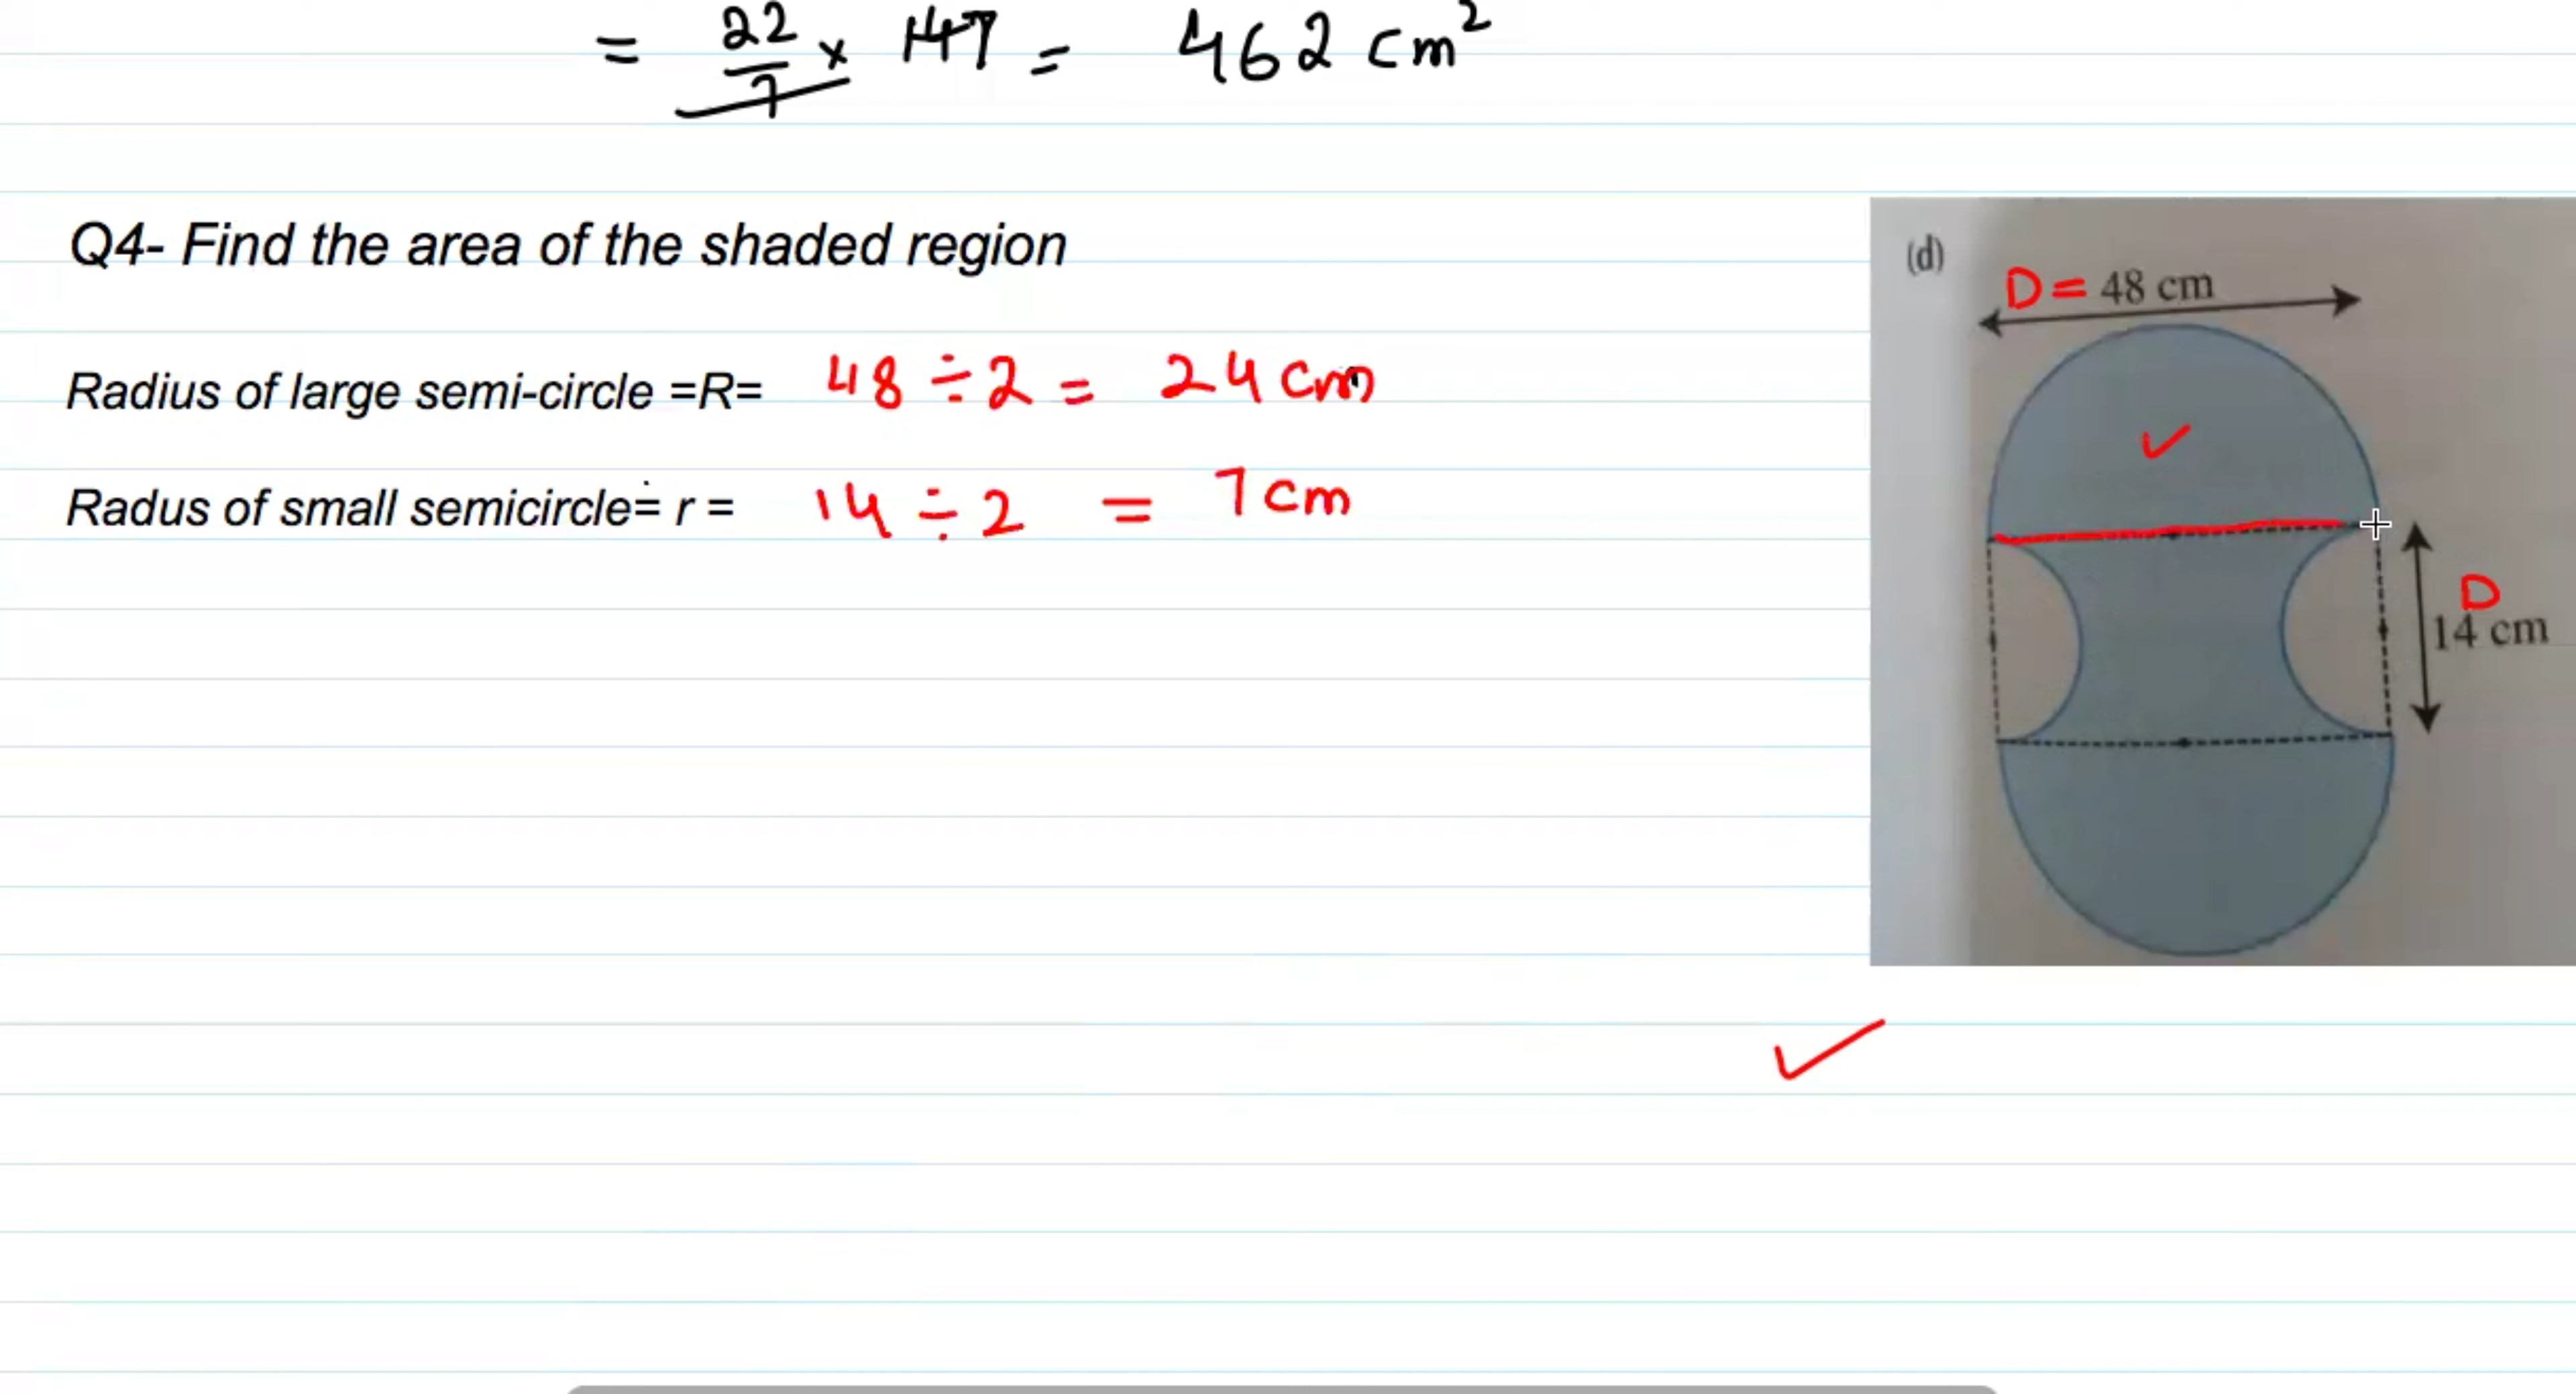 = 22/7 × 147 = 462 cm²
Q4- Find the area of the shaded region
Radius of large semi-circle =R= 48 ÷ 2 = 24 cm
Radus of small semicircle= r = 14 ÷ 2 = 7 cm
(d)
D = 48 cm
D
14 cm